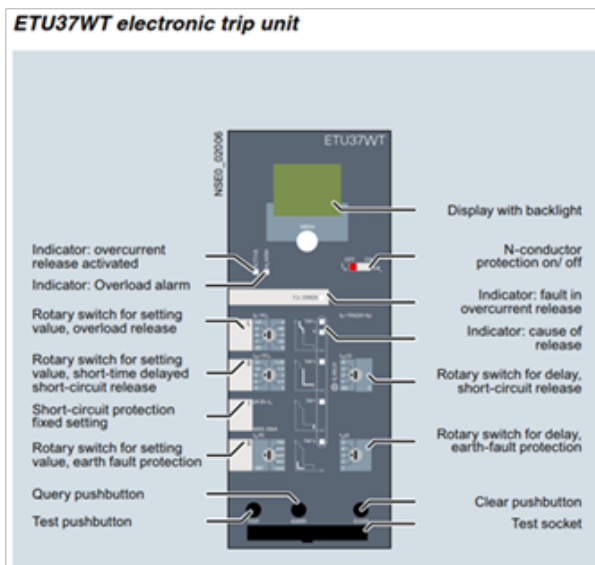 ETU37WT electronic trip unit
NSE0_02006
ETU37WT
MENU
Display with backlight
Indicator: overcurrent
release activated
Indicator: Overload alarm
N-conductor
protection on/ off
Indicator: fault in
overcurrent release
Indicator: cause of
release
Rotary switch for setting
value, overload release
Rotary switch for setting
value, short-time delayed
short-circuit release
Rotary switch for delay,
short-circuit release
Short-circuit protection
fixed setting
Rotary switch for setting
value, earth fault protection
Rotary switch for delay,
earth-fault protection
Query pushbutton
Test pushbutton
Clear pushbutton
Test socket